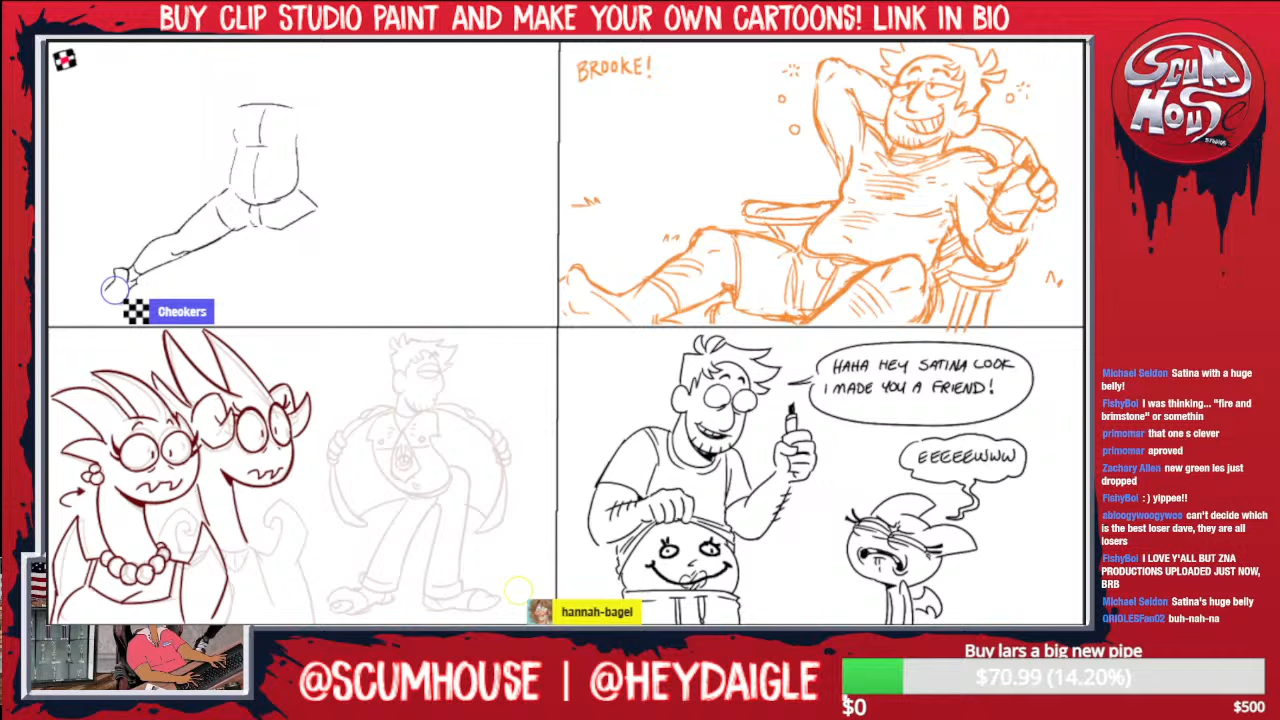 BUY CLIP STUDIO PAINT AND MAKE YOUR OWN CARTOONS! LINK IN BIO
SCUM
HOUSe
STUDIOS
BROOKE!
Cheokers
HAHA HEY SATINA LOOK
I MADE YOU A FRIEND!
EEEEEWWW
hannah-bagel
Michael Seldon Satina with a huge
belly!
FishyBoi I was thinking... "fire and
brimstone" or somethin
primomar that one s clever
primomar aproved
Zachary Allen new green les just
dropped
FishyBoi : ) yippee!!
abloogywoogywoo can't decide which
is the best loser dave, they are all
losers
FishyBoi I LOVE Y'ALL BUT ZNA
PRODUCTIONS UPLOADED JUST NOW,
BRB
Michael Seldon Satina's huge belly
QRIDLESFan02 buh-nah-na
@SCUMHOUSE | @HEYDAIGLE
Buy lars a big new pipe
$70.99 (14.20%)
$0
$500